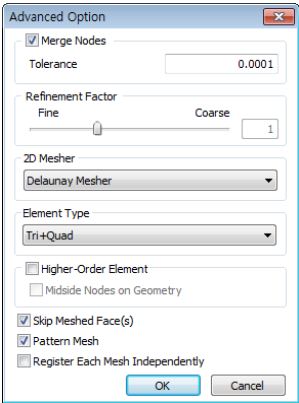 Advanced Option
Merge Nodes
Tolerance 0.0001
Refinement Factor
Fine Coarse
1
2D Mesher
Delaunay Mesher
Element Type
Tri+Quad
Higher-Order Element
Midside Nodes on Geometry
Skip Meshed Face(s)
Pattern Mesh
Register Each Mesh Independently
OK Cancel